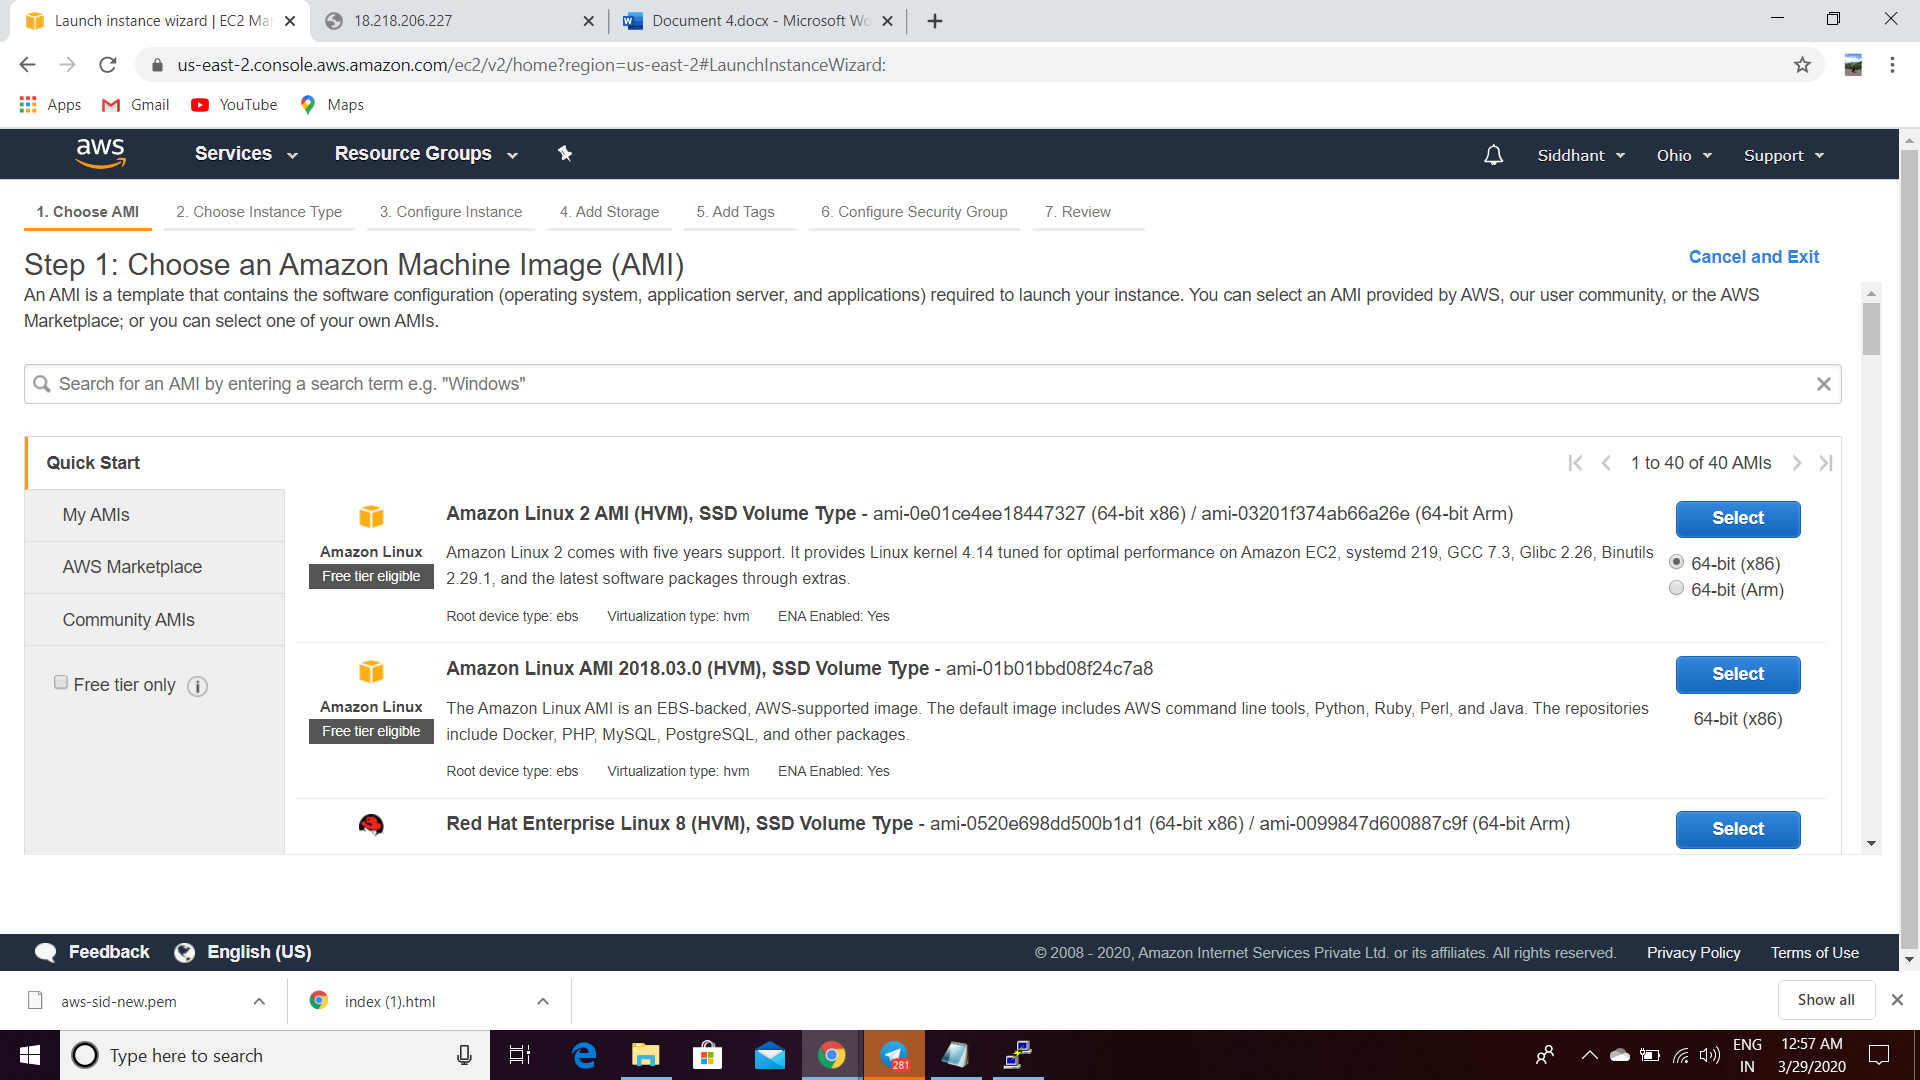 Launch instance wizard | EC2 Mar
18.218.206.227
Document 4.docx - Microsoft Wo
us-east-2.console.aws.amazon.com/ec2/v2/home?region=us-east-2#LaunchInstanceWizard:
Apps Gmail YouTube Maps
aws Services Resource Groups Siddhant Ohio Support
1. Choose AMI 2. Choose Instance Type 3. Configure Instance 4. Add Storage 5. Add Tags 6. Configure Security Group 7. Review
Step 1: Choose an Amazon Machine Image (AMI)
Cancel and Exit
An AMI is a template that contains the software configuration (operating system, application server, and applications) required to launch your instance. You can select an AMI provided by AWS, our user community, or the AWS
Marketplace; or you can select one of your own AMIs.
Search for an AMI by entering a search term e.g. "Windows"
Quick Start
1 to 40 of 40 AMIs
My AMIs
AWS Marketplace
Community AMIs
Free tier only
Amazon Linux
Free tier eligible
Amazon Linux 2 AMI (HVM), SSD Volume Type - ami-0e01ce4ee18447327 (64-bit x86) / ami-03201f374ab66a26e (64-bit Arm)
Amazon Linux 2 comes with five years support. It provides Linux kernel 4.14 tuned for optimal performance on Amazon EC2, systemd 219, GCC 7.3, Glibc 2.26, Binutils
2.29.1, and the latest software packages through extras.
Root device type: ebs Virtualization type: hvm ENA Enabled: Yes
Select
64-bit (x86)
64-bit (Arm)
Amazon Linux
Free tier eligible
Amazon Linux AMI 2018.03.0 (HVM), SSD Volume Type - ami-01b01bbd08f24c7a8
The Amazon Linux AMI is an EBS-backed, AWS-supported image. The default image includes AWS command line tools, Python, Ruby, Perl, and Java. The repositories
include Docker, PHP, MySQL, PostgreSQL, and other packages.
Root device type: ebs Virtualization type: hvm ENA Enabled: Yes
Select
64-bit (x86)
Red Hat Enterprise Linux 8 (HVM), SSD Volume Type - ami-0520e698dd500b1d1 (64-bit x86) / ami-0099847d600887c9f (64-bit Arm)
Select
Feedback English (US)
© 2008 - 2020, Amazon Internet Services Private Ltd. or its affiliates. All rights reserved. Privacy Policy Terms of Use
aws-sid-new.pem
index (1).html
Show all
Type here to search
281
ENG
IN
12:57 AM
3/29/2020